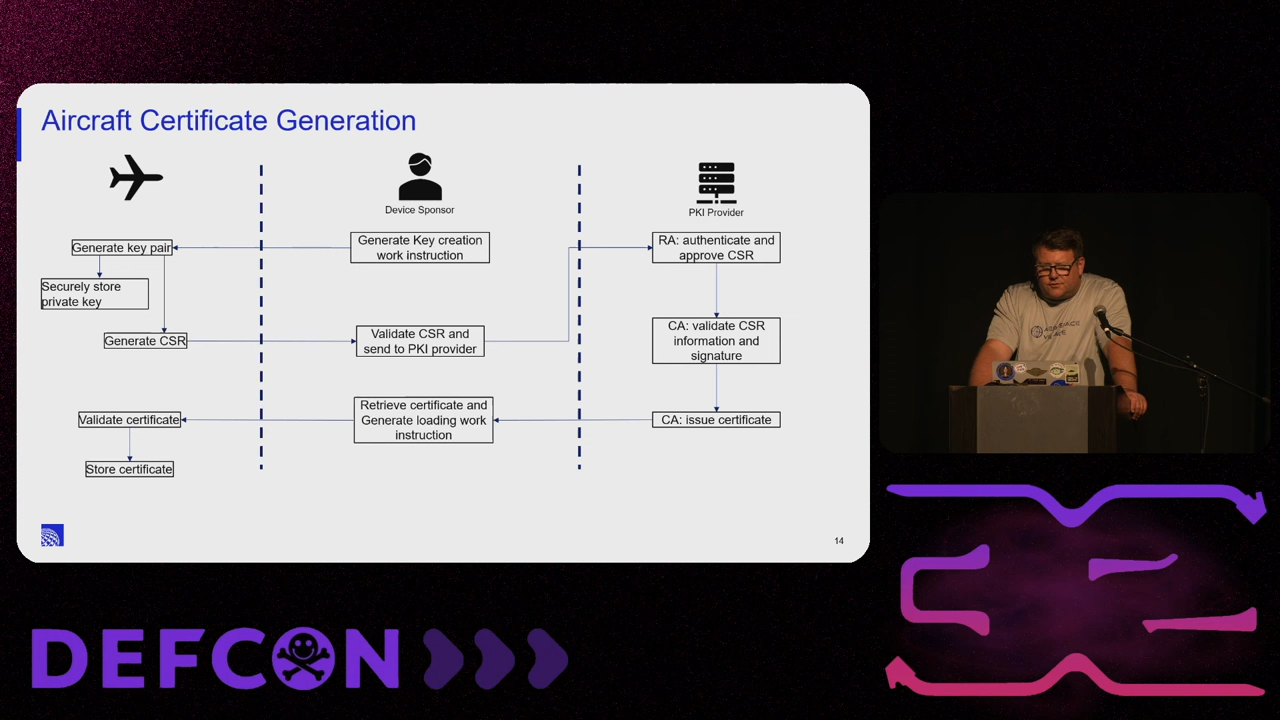 Aircraft Certificate Generation
Device Sponsor
PKI Provider
Generate key pair
Generate Key creation
work instruction
RA: authenticate and
approve CSR
Securely store
private key
Generate CSR
Validate CSR and
send to PKI provider
CA: validate CSR
information and
signature
Validate certificate
Retrieve certificate and
Generate loading work
instruction
CA: issue certificate
Store certificate
14
DEFCON